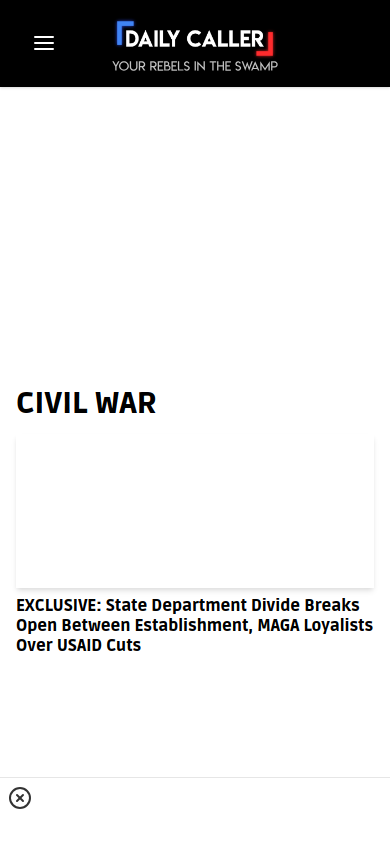 DAILY CALLER
YOUR REBELS IN THE SWAMP
CIVIL WAR
EXCLUSIVE: State Department Divide Breaks
Open Between Establishment, MAGA Loyalists
Over USAID Cuts